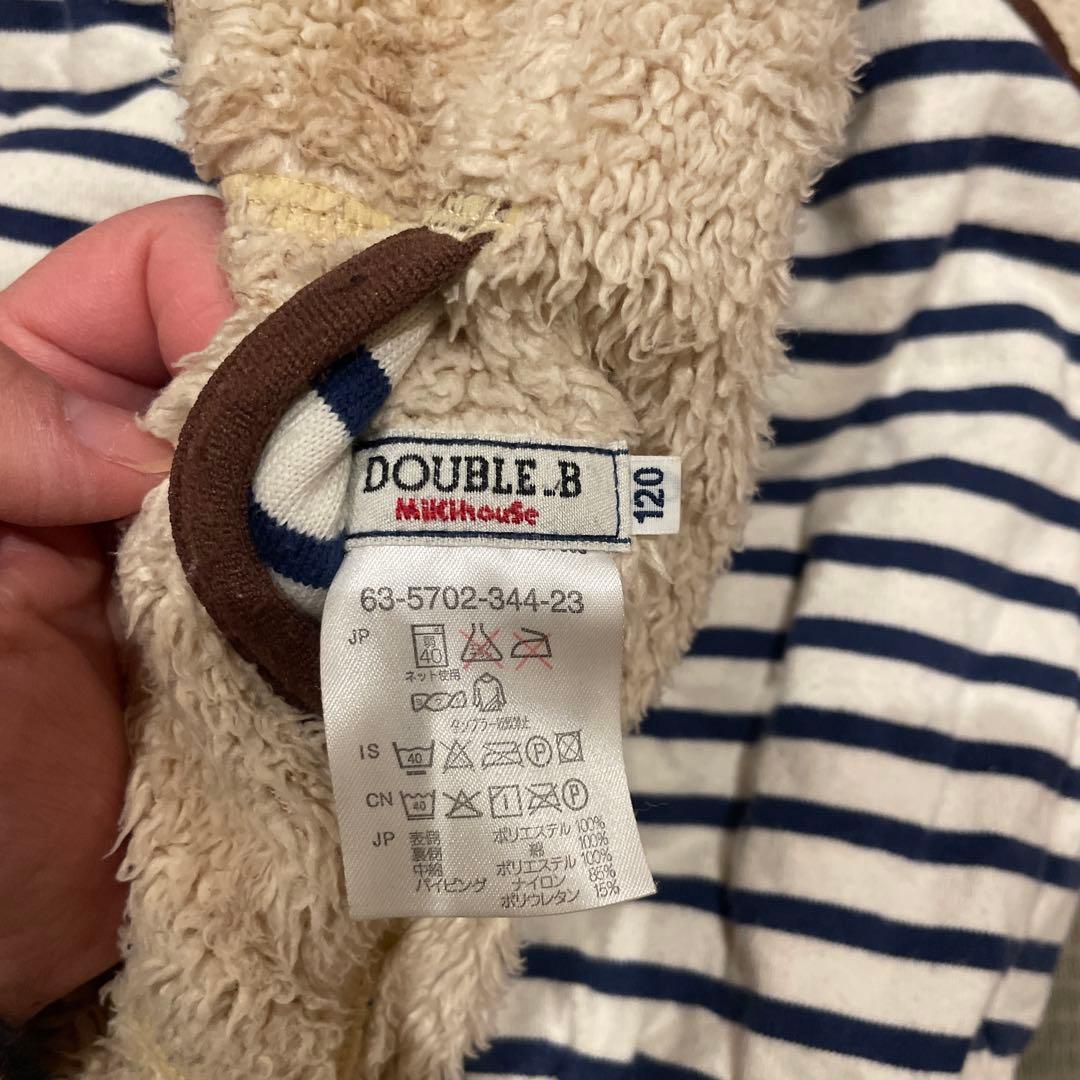 DOUBLE_B
MIKIHOUSE
120
63-5702-344-23
JP
弱
40
ネット使用
タンブラー乾燥禁止
IS 40 P
CN 40 P
JP 表側 ポリエステル 100%
裏側 綿 100%
中綿 ポリエステル 100%
パイピング ナイロン 85%
ポリウレタン 15%